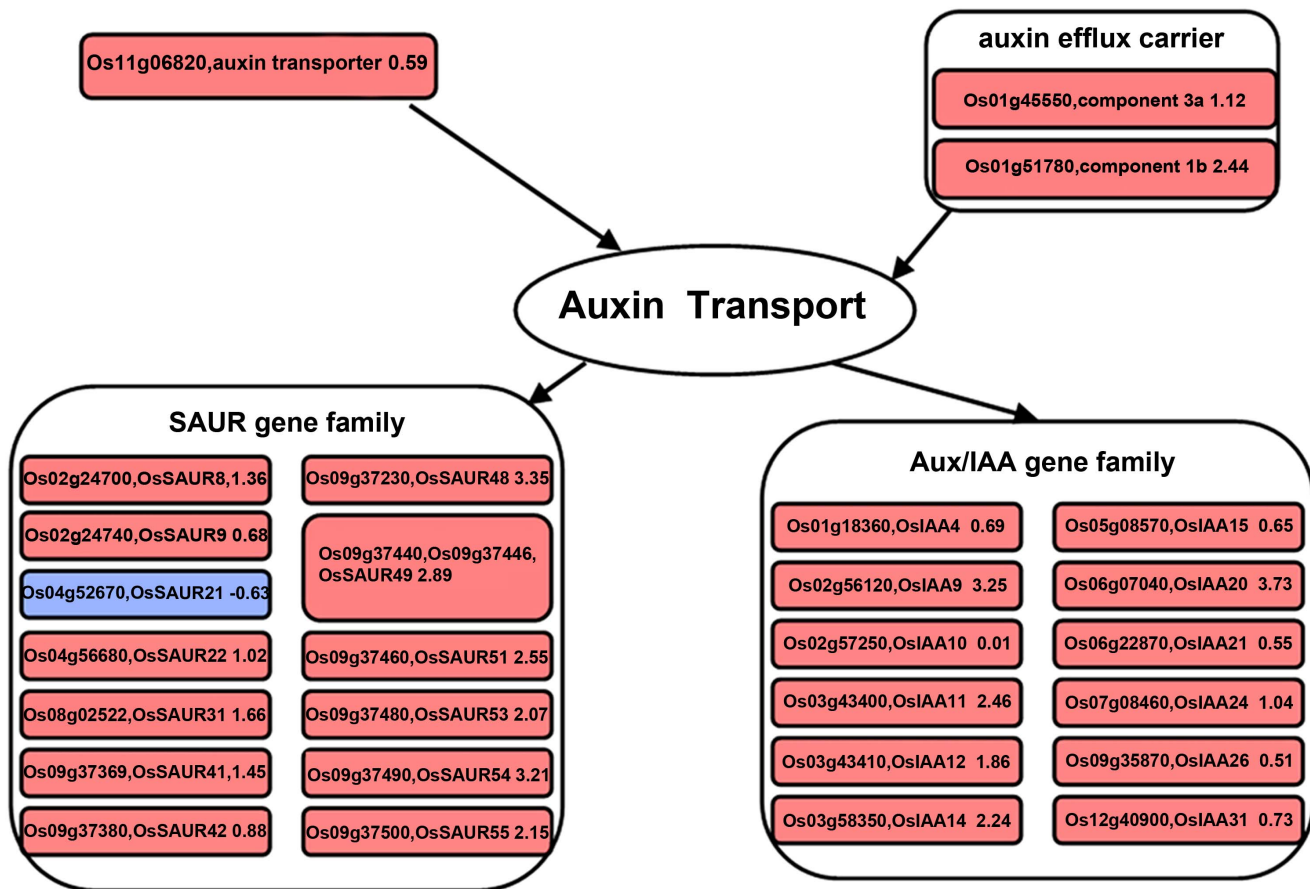 Os11g06820,auxin transporter 0.59
auxin efflux carrier
Os01g45550,component 3a 1.12
Os01g51780,component 1b 2.44
Auxin Transport
SAUR gene family
Os02g24700,OsSAUR8,1.36
Os02g24740,OsSAUR9 0.68
Os04g52670,OsSAUR21 -0.63
Os04g56680,OsSAUR22 1.02
Os08g02522,OsSAUR31 1.66
Os09g37369,OsSAUR41,1.45
Os09g37380,OsSAUR42 0.88
Os09g37230,OsSAUR48 3.35
Os09g37440,Os09g37446,
OsSAUR49 2.89
Os09g37460,OsSAUR51 2.55
Os09g37480,OsSAUR53 2.07
Os09g37490,OsSAUR54 3.21
Os09g37500,OsSAUR55 2.15
Aux/IAA gene family
Os01g18360,OsIAA4 0.69
Os02g56120,OsIAA9 3.25
Os02g57250,OsIAA10 0.01
Os03g43400,OsIAA11 2.46
Os03g43410,OsIAA12 1.86
Os03g58350,OsIAA14 2.24
Os05g08570,OsIAA15 0.65
Os06g07040,OsIAA20 3.73
Os06g22870,OsIAA21 0.55
Os07g08460,OsIAA24 1.04
Os09g35870,OsIAA26 0.51
Os12g40900,OsIAA31 0.73